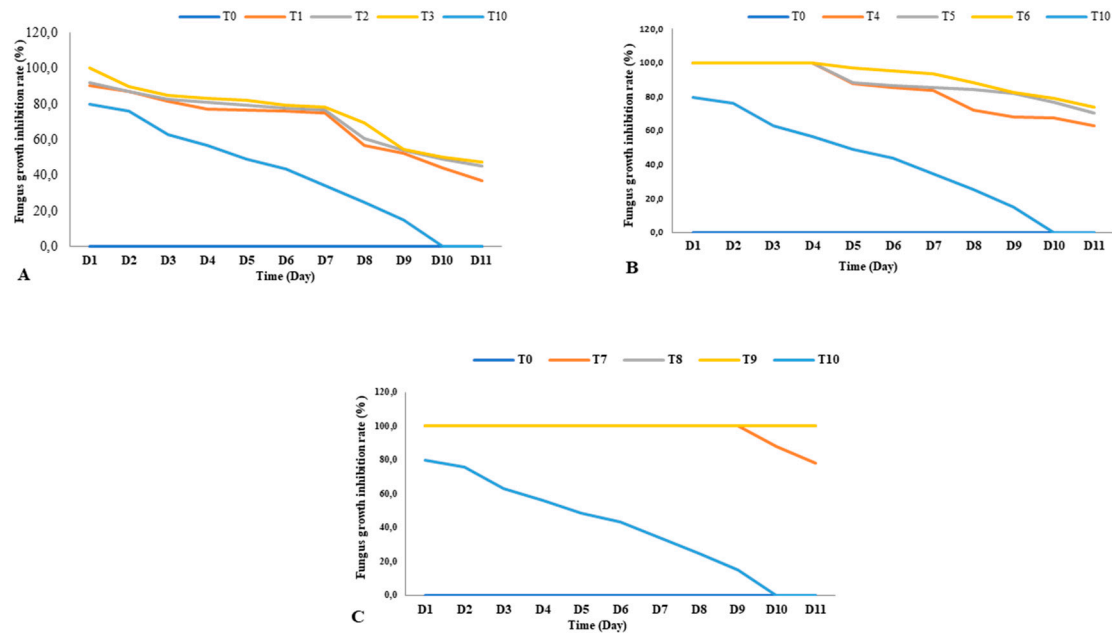 T0 T1 T2 T3 T10
Fungus growth inhibition rate (%)
120,0
100,0
80,0
60,0
40,0
20,0
0,0
D1 D2 D3 D4 D5 D6 D7 D8 D9 D10 D11
Time (Day)
A
T0 T4 T5 T6 T10
Fungus growth inhibition rate (%)
120,0
100,0
80,0
60,0
40,0
20,0
0,0
D1 D2 D3 D4 D5 D6 D7 D8 D9 D10 D11
Time (Day)
B
T0 T7 T8 T9 T10
Fungus growth inhibition rate (%)
120,0
100,0
80,0
60,0
40,0
20,0
0,0
D1 D2 D3 D4 D5 D6 D7 D8 D9 D10 D11
Time (Day)
C